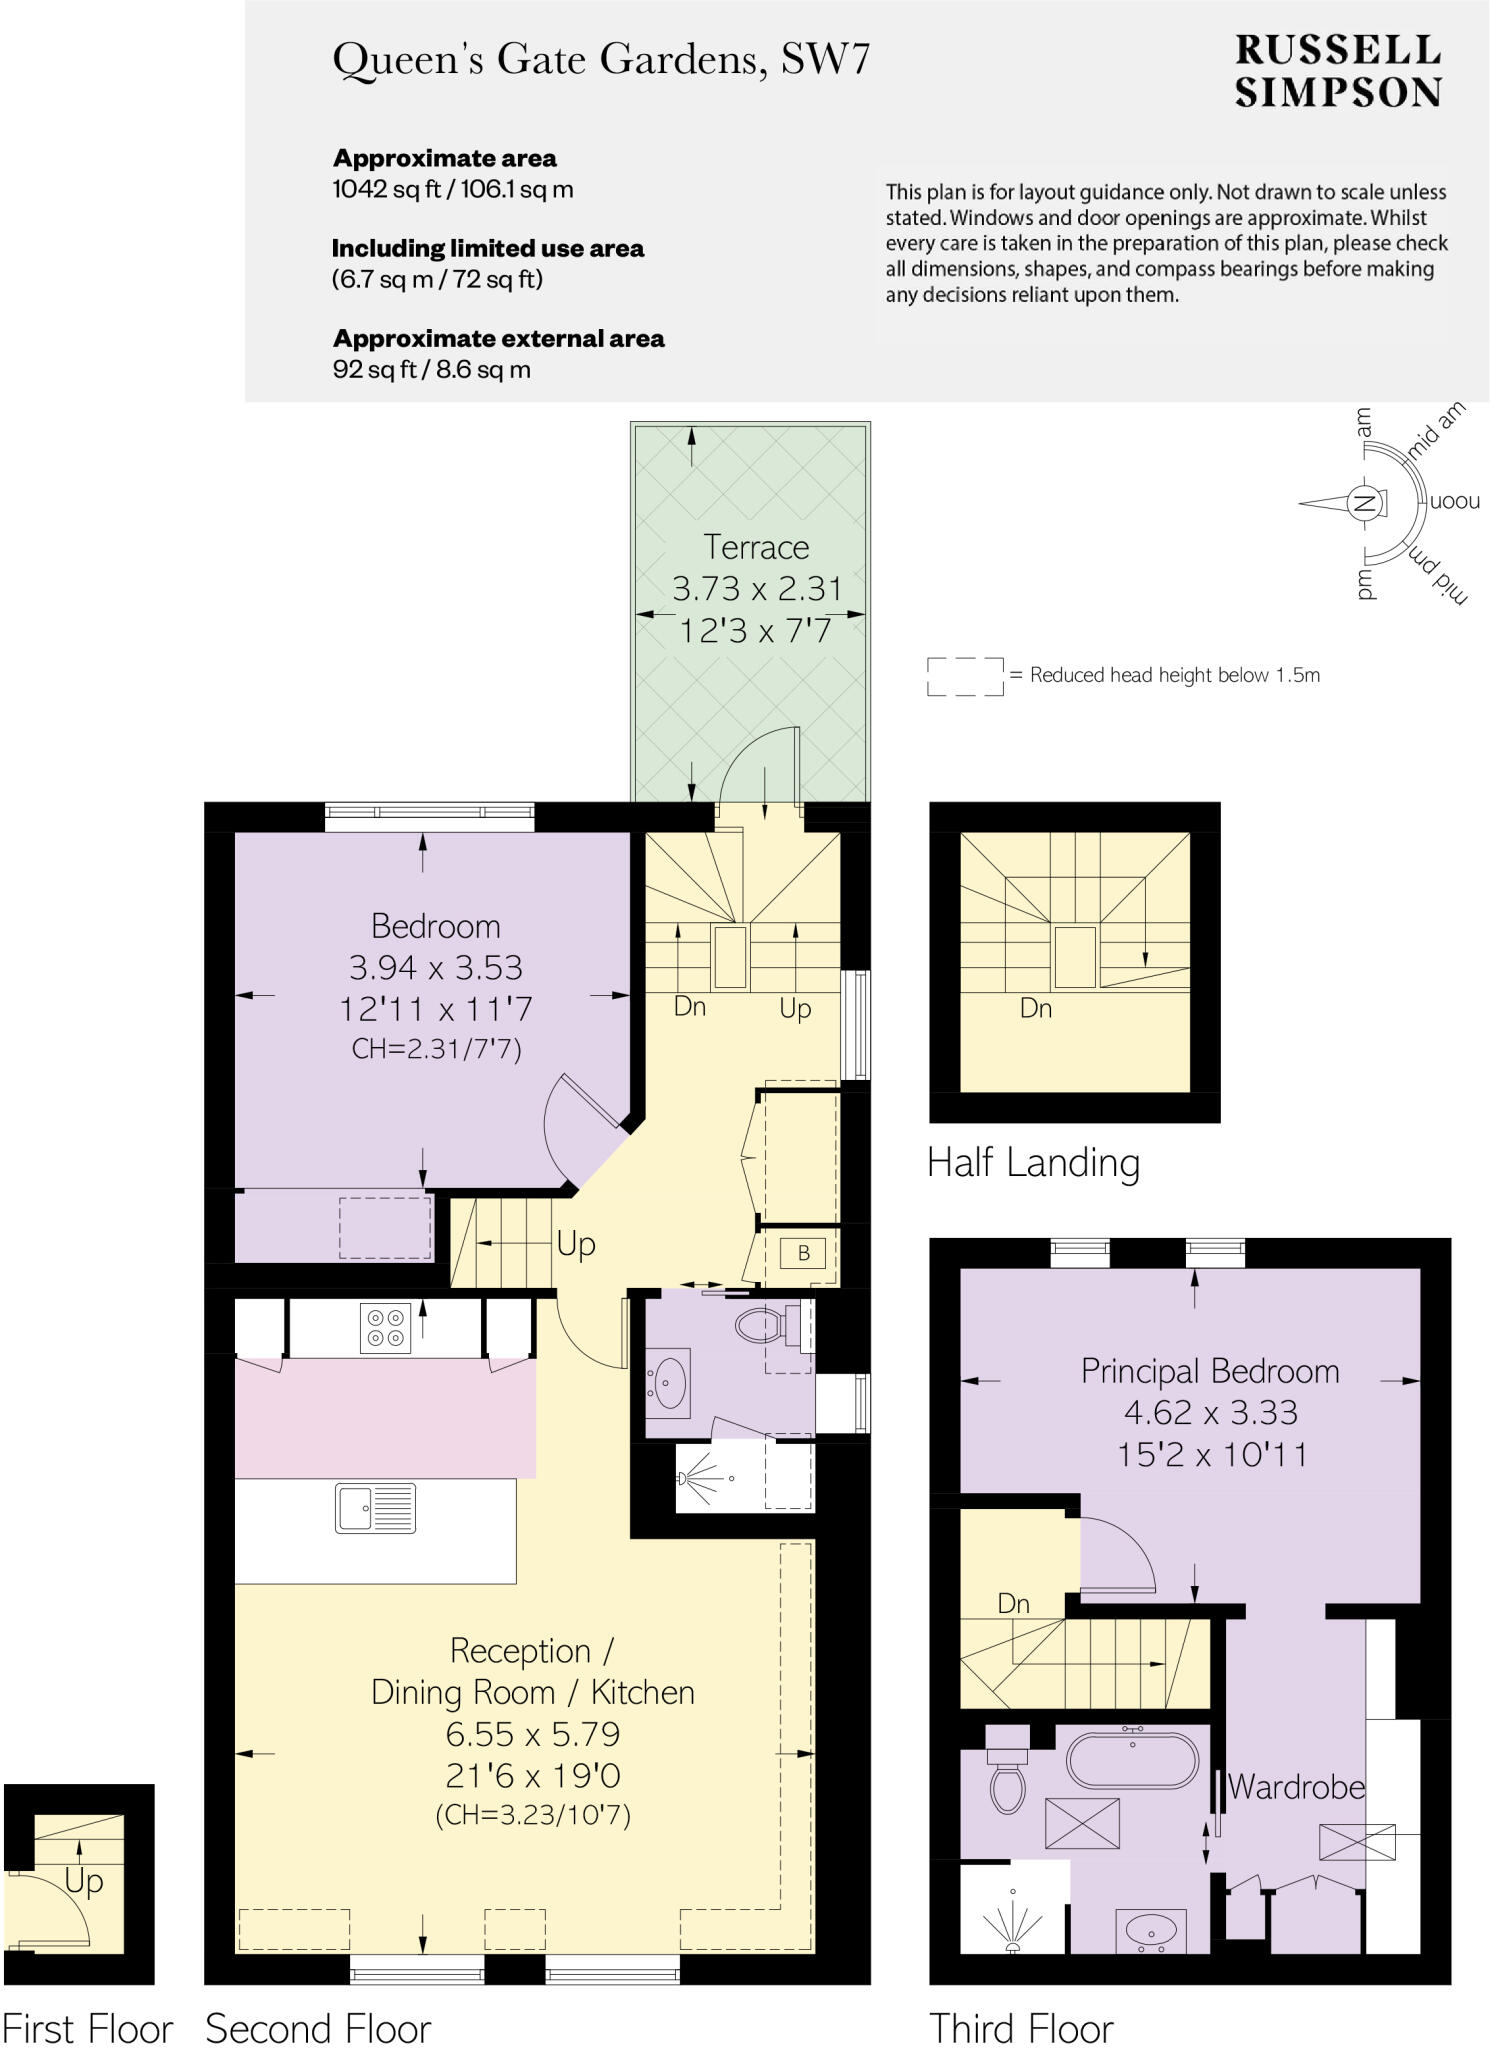 Queen's Gate Gardens, SW7
RUSSELL
SIMPSON
Approximate area
1042 sq ft / 106.1 sq m
Including limited use area
(6.7 sq m / 72 sq ft)
Approximate external area
92 sq ft / 8.6 sq m
This plan is for layout guidance only. Not drawn to scale unless
stated. Windows and door openings are approximate. Whilst
every care is taken in the preparation of this plan, please check
all dimensions, shapes, and compass bearings before making
any decisions reliant upon them.
am
mid am
noon
mid pm
pm
N
= Reduced head height below 1.5m
Terrace
3.73 x 2.31
12'3 x 7'7
Bedroom
3.94 x 3.53
12'11 x 11'7
(CH=2.31/7'7)
Dn
Up
Up
B
Reception /
Dining Room / Kitchen
6.55 x 5.79
21'6 x 19'0
(CH=3.23/10'7)
Dn
Half Landing
Principal Bedroom
4.62 x 3.33
15'2 x 10'11
Dn
Wardrobe
Up
First Floor
Second Floor
Third Floor